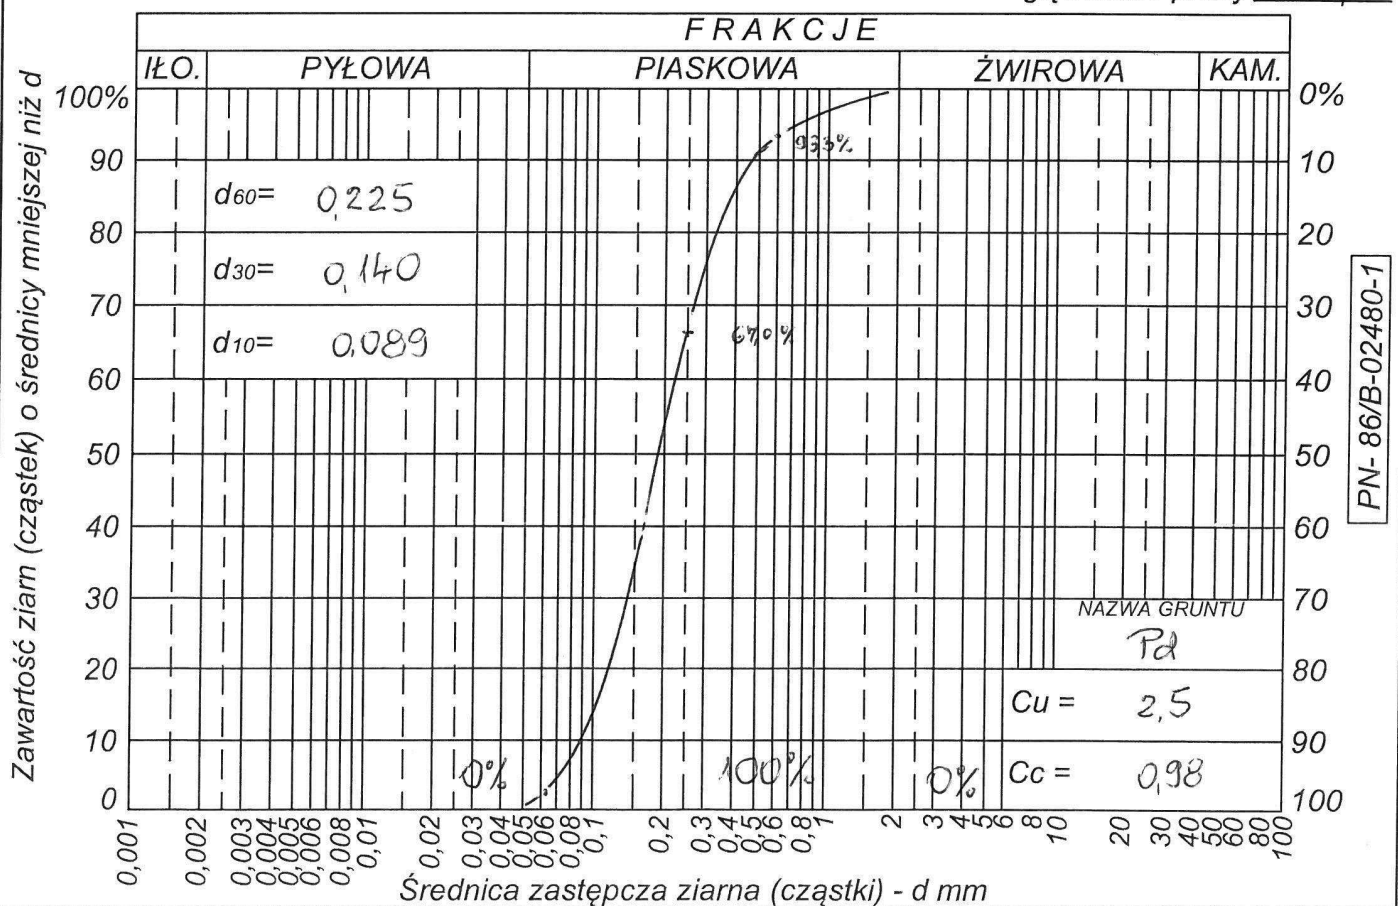 FRAKCJE
IŁO. PYŁOWA PIASKOWA ŻWIROWA KAM.
Zawartość ziarn (cząstek) o średnicy mniejszej niż d
100% 0%
90 10
80 20
70 30
60 40
50 50
40 60
30 70
20 80
10 90
0 100
93,3%
67,0%
d60= 0,225
d30= 0,140
d10= 0,089
PN- 86/B-02480-1
NAZWA GRUNTU
Pd
Cu = 2,5
Cc = 0,98
0% 100% 0%
0,001 0,002 0,003 0,004 0,005 0,006 0,008 0,01 0,02 0,03 0,04 0,05 0,06 0,08 0,1 0,2 0,3 0,4 0,5 0,6 0,8 0,1 2 3 4 5 6 8 10 20 30 40 50 60 80 100
Średnica zastępcza ziarna (cząstki) - d mm